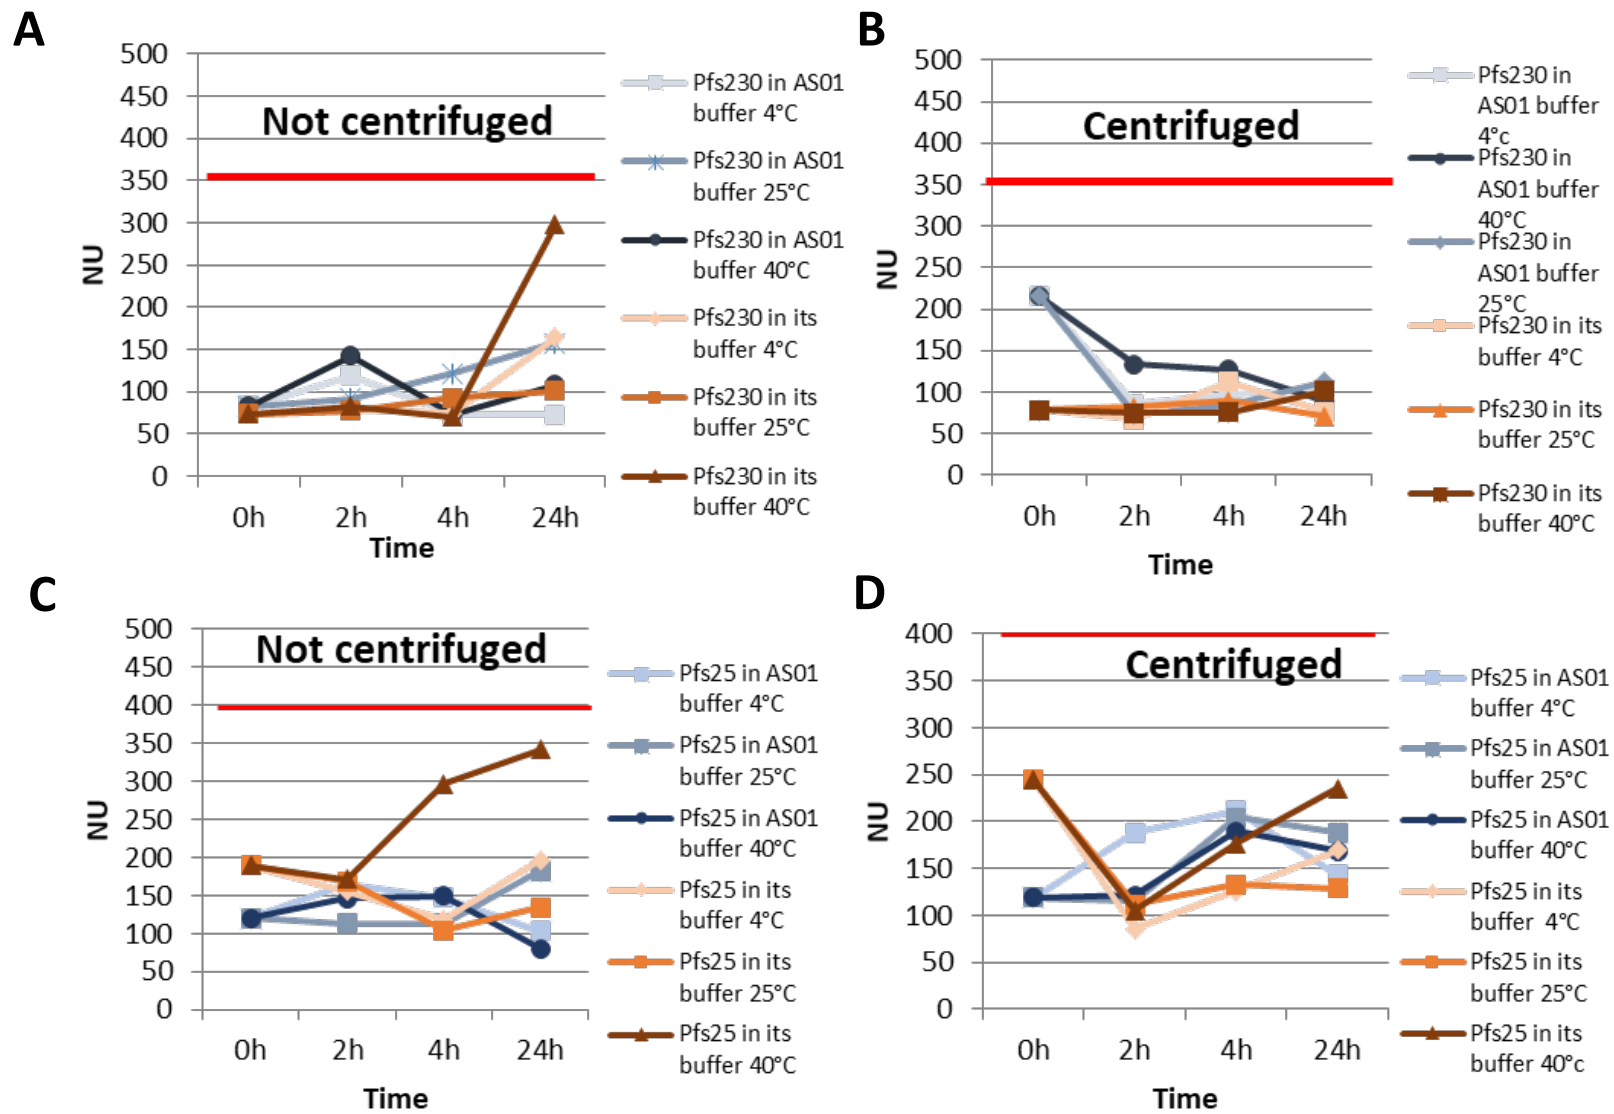 A
500
450
400
350
300
250
200
150
100
50
0
NU
Not centrifuged
0h 2h 4h 24h
Time
Pfs230 in AS01
buffer 4°C
Pfs230 in AS01
buffer 25°C
Pfs230 in AS01
buffer 40°C
Pfs230 in its
buffer 4°C
Pfs230 in its
buffer 25°C
Pfs230 in its
buffer 40°C
B
500
450
400
350
300
250
200
150
100
50
0
NU
Centrifuged
0h 2h 4h 24h
Time
Pfs230 in
AS01 buffer
4°c
Pfs230 in
AS01 buffer
40°C
Pfs230 in
AS01 buffer
25°C
Pfs230 in its
buffer 4°C
Pfs230 in its
buffer 25°C
Pfs230 in its
buffer 40°C
C
500
450
400
350
300
250
200
150
100
50
0
NU
Not centrifuged
0h 2h 4h 24h
Time
Pfs25 in AS01
buffer 4°C
Pfs25 in AS01
buffer 25°C
Pfs25 in AS01
buffer 40°C
Pfs25 in its
buffer 4°C
Pfs25 in its
buffer 25°C
Pfs25 in its
buffer 40°C
D
400
350
300
250
200
150
100
50
0
NU
Centrifuged
0h 2h 4h 24h
Time
Pfs25 in AS01
buffer 4°C
Pfs25 in AS01
buffer 25°C
Pfs25 in AS01
buffer 40°C
Pfs25 in its
buffer 4°C
Pfs25 in its
buffer 25°C
Pfs25 in its
buffer 40°c